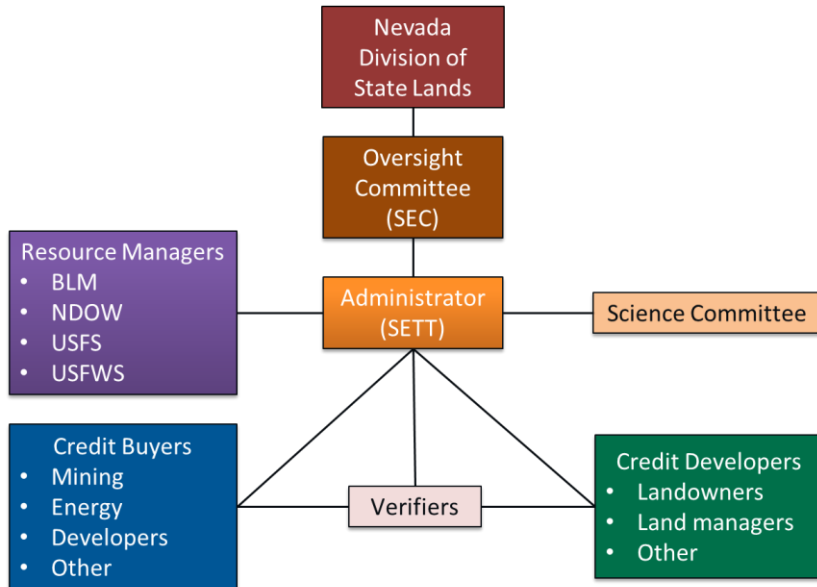 Nevada
Division of
State Lands
Oversight
Committee
(SEC)
Resource Managers
• BLM
• NDOW
• USFS
• USFWS
Administrator
(SETT)
Science Committee
Credit Buyers
• Mining
• Energy
• Developers
• Other
Verifiers
Credit Developers
• Landowners
• Land managers
• Other